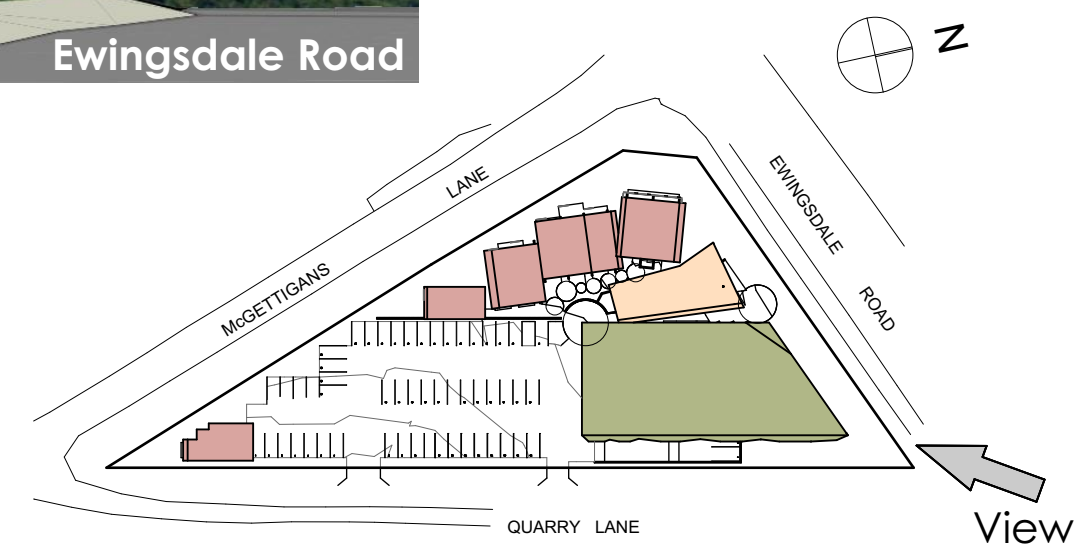 Ewingsdale Road
N
McGETTIGANS LANE
EWINGSDALE ROAD
QUARRY LANE
View